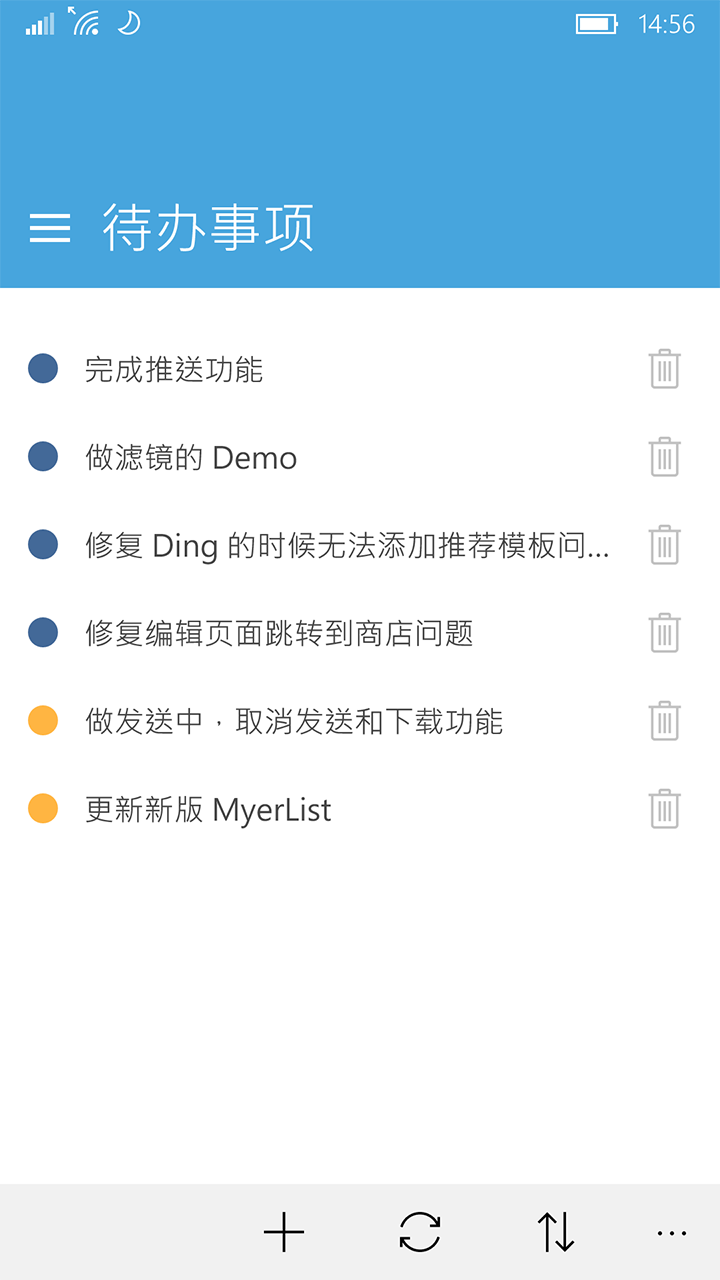 14:56
待办事项
完成推送功能
做滤镜的 Demo
修复 Ding 的时候无法添加推荐模板问...
修复编辑页面跳转到商店问题
做发送中，取消发送和下载功能
更新新版 MyerList